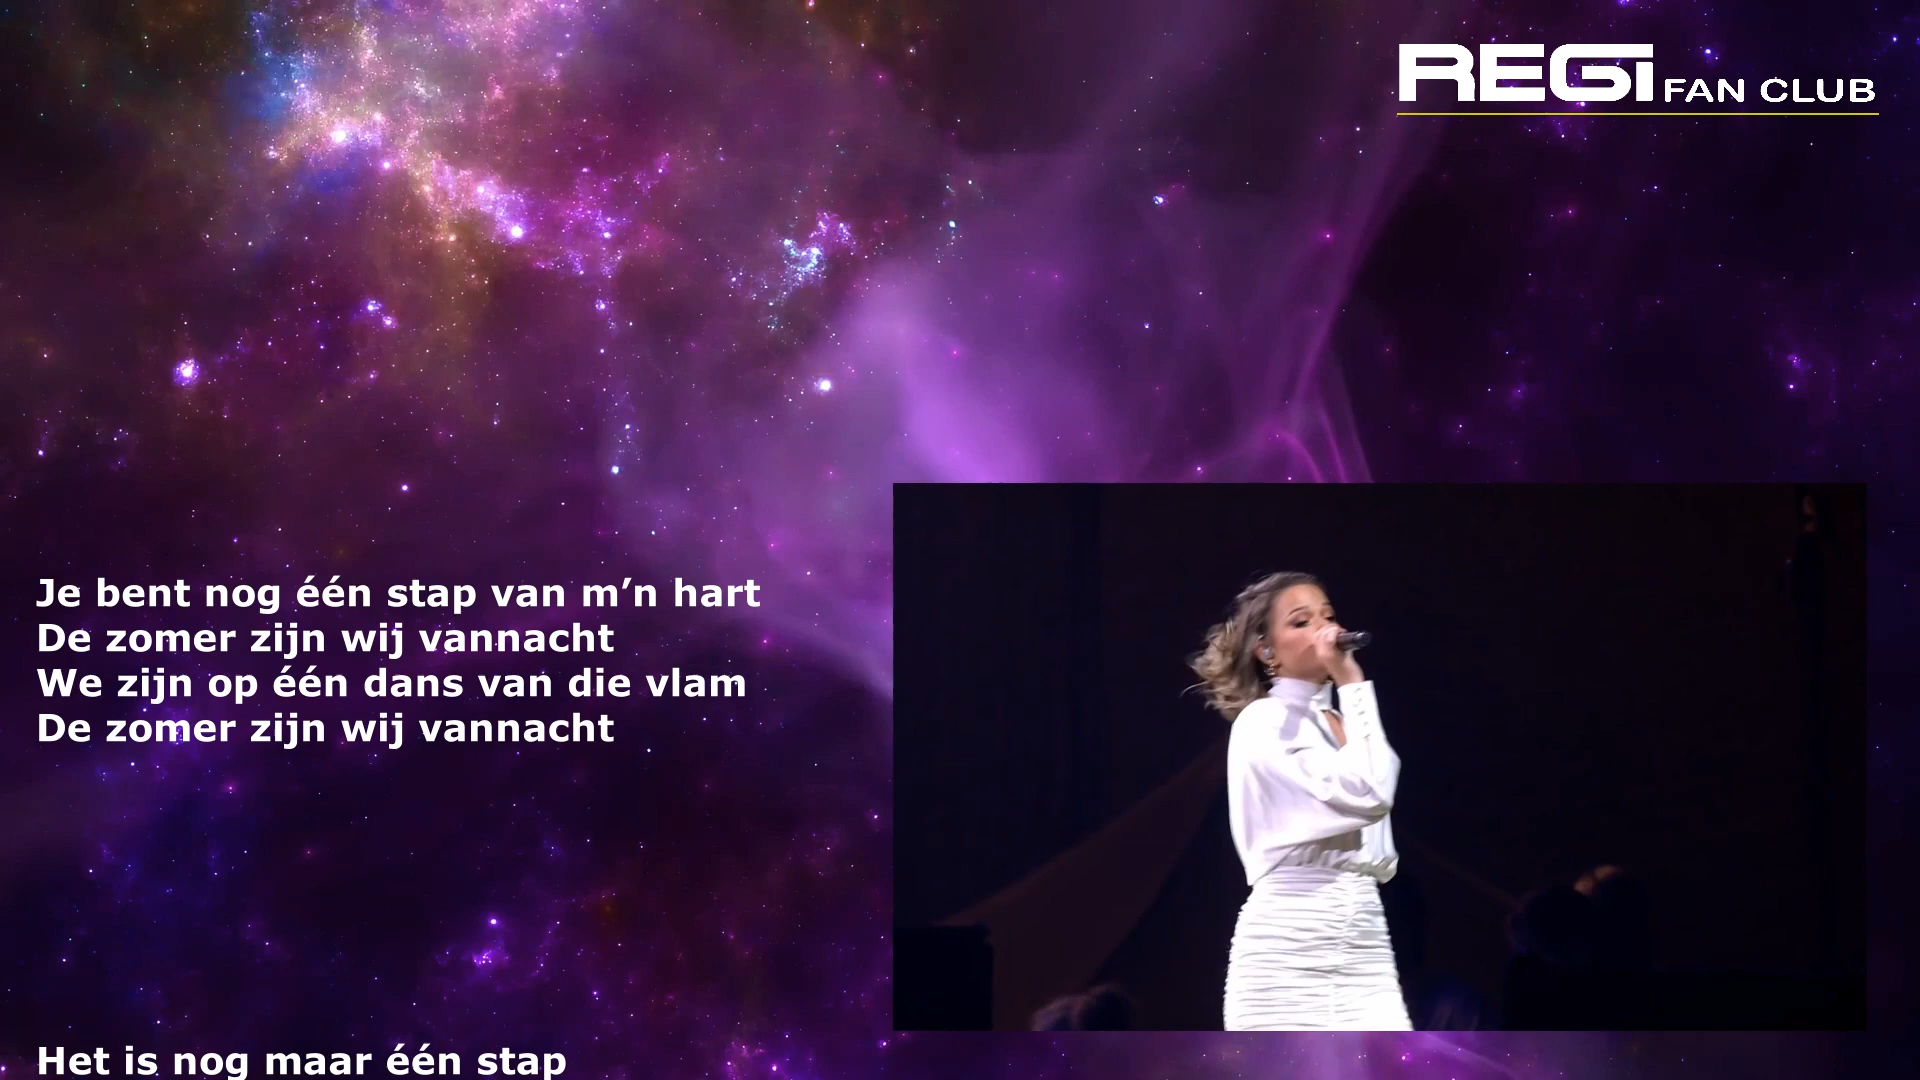 REGI FAN CLUB
Je bent nog één stap van m’n hart
De zomer zijn wij vannacht
We zijn op één dans van die vlam
De zomer zijn wij vannacht
Het is nog maar één stap